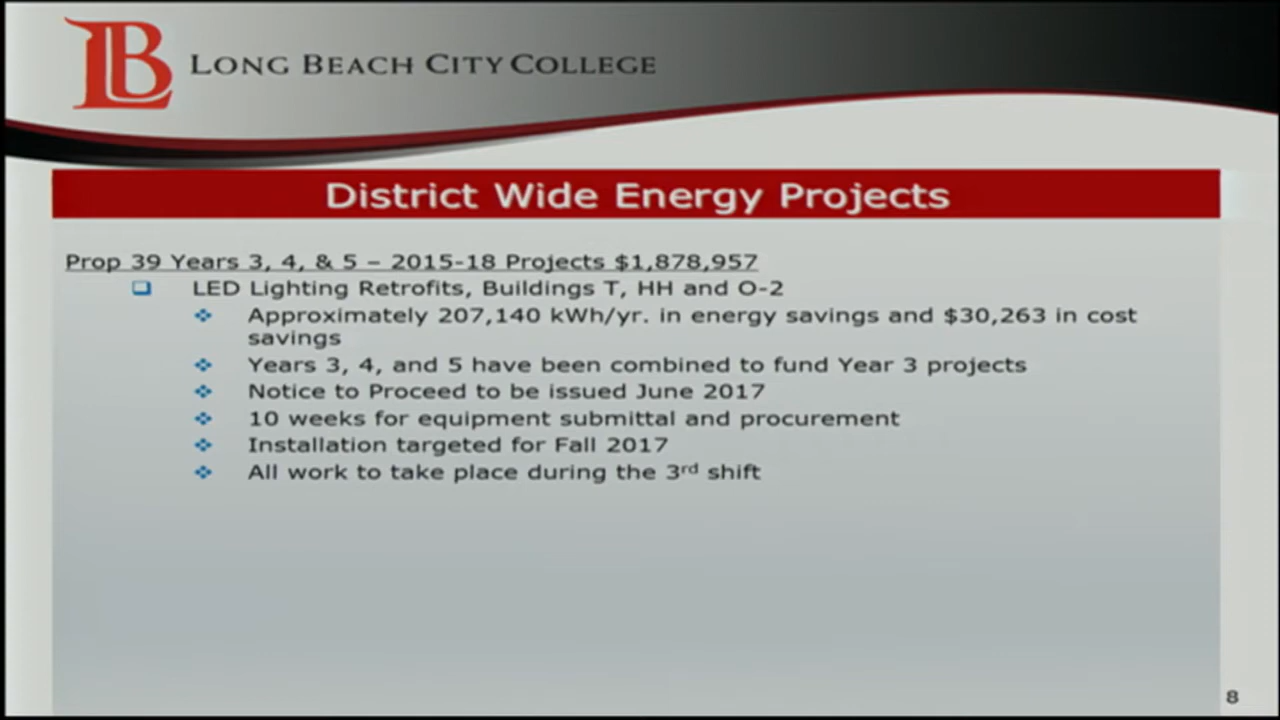 LB
LONG BEACH CITY COLLEGE
District Wide Energy Projects
Prop 39 Years 3, 4, & 5 – 2015-18 Projects $1,878,957
LED Lighting Retrofits, Buildings T, HH and O-2
Approximately 207,140 kWh/yr. in energy savings and $30,263 in cost
savings
Years 3, 4, and 5 have been combined to fund Year 3 projects
Notice to Proceed to be issued June 2017
10 weeks for equipment submittal and procurement
Installation targeted for Fall 2017
All work to take place during the 3rd shift
8